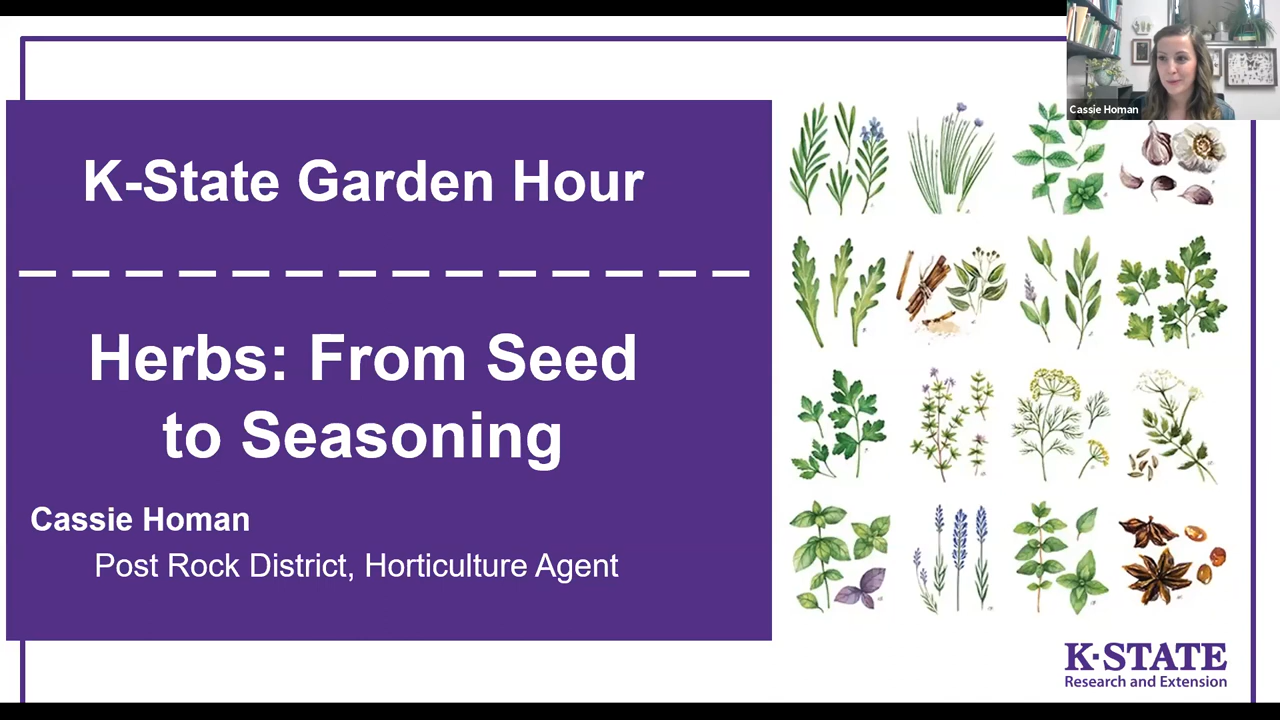 Cassie Homan
K-State Garden Hour
Herbs: From Seed
to Seasoning
Cassie Homan
Post Rock District, Horticulture Agent
K-STATE
Research and Extension